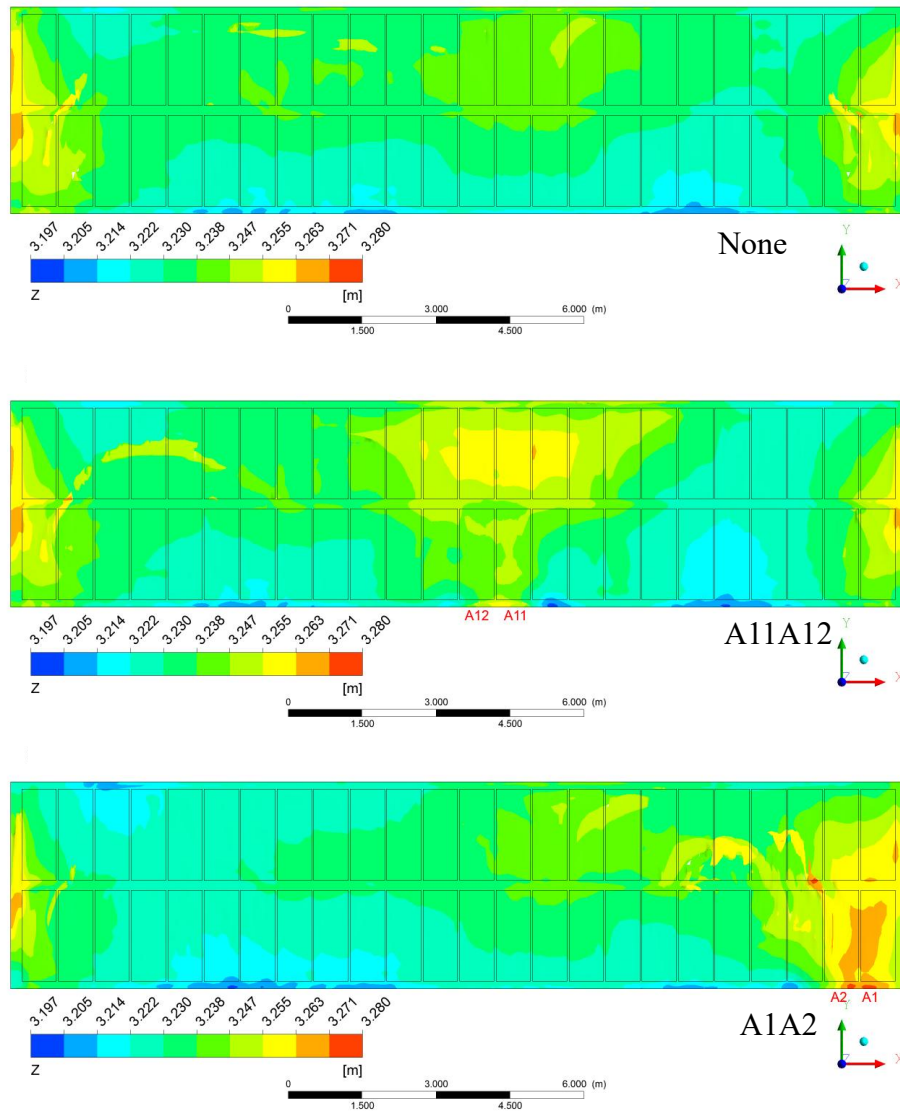 3.197 3.205 3.214 3.222 3.230 3.238 3.247 3.255 3.263 3.271 3.280
Z [m]
None
Y
Z X
0 3.000 6.000 (m)
1.500 4.500
A12 A11
3.197 3.205 3.214 3.222 3.230 3.238 3.247 3.255 3.263 3.271 3.280
Z [m]
A11A12
Y
Z X
0 3.000 6.000 (m)
1.500 4.500
A2 A1
3.197 3.205 3.214 3.222 3.230 3.238 3.247 3.255 3.263 3.271 3.280
Z [m]
A1A2
Y
Z X
0 3.000 6.000 (m)
1.500 4.500